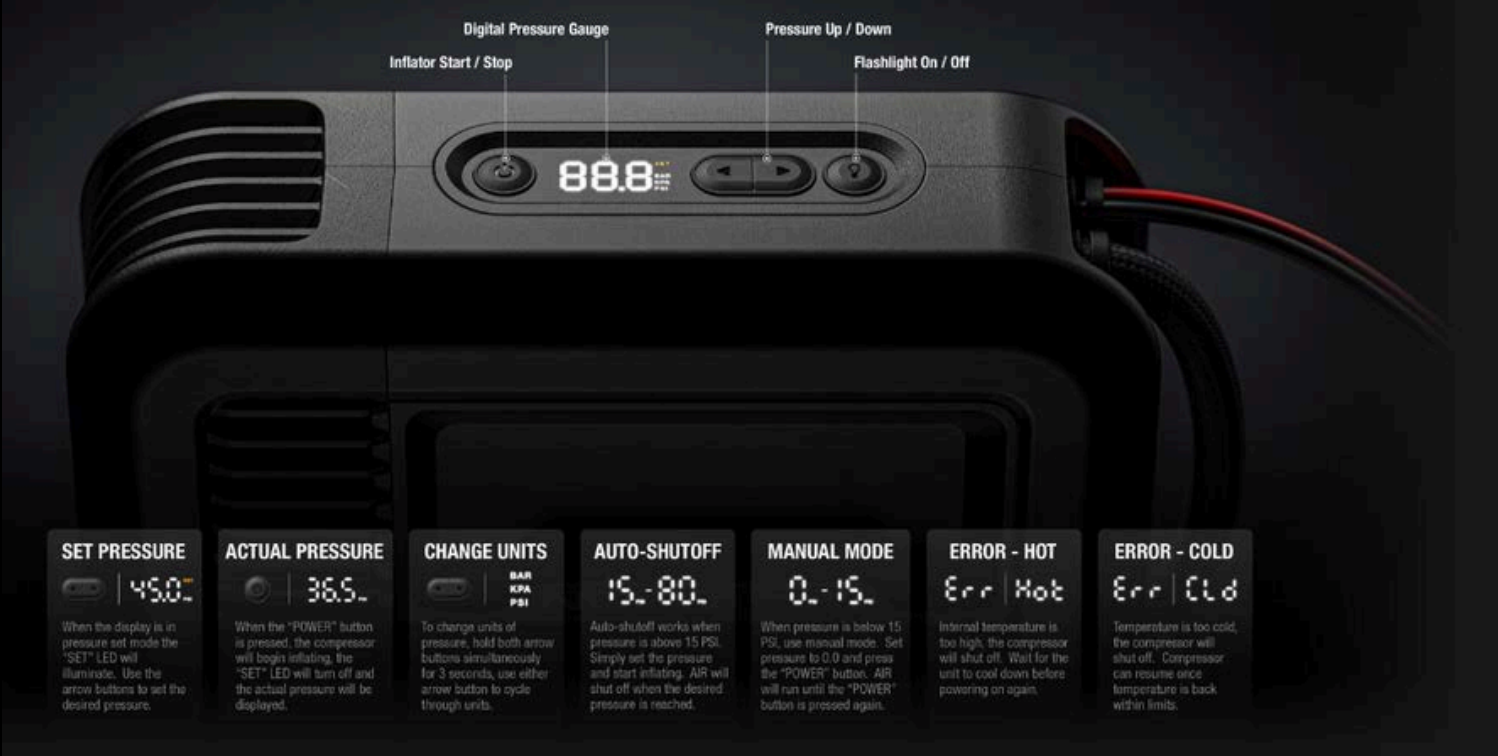 Digital Pressure Gauge
Pressure Up / Down
Inflator Start / Stop
Flashlight On / Off
88.8
SET
BAR
KPA
PSI
SET PRESSURE
45.0
When the display is in
pressure set mode the
"SET" LED will
illuminate. Use the
arrow buttons to set the
desired pressure.
ACTUAL PRESSURE
36.5
When the "POWER" button
is pressed, the compressor
will begin inflating, the
"SET" LED will turn off and
the actual pressure will be
displayed.
CHANGE UNITS
BAR
KPA
PSI
To change units of
pressure, hold both arrow
buttons simultaneously
for 3 seconds, use either
arrow button to cycle
through units.
AUTO-SHUTOFF
15 - 80
Auto-shutoff works when
pressure is above 15 PSI.
Simply set the pressure
and start inflating. AIR will
shut off when the desired
pressure is reached.
MANUAL MODE
0 - 15
When pressure is below 15
PSI, use manual mode. Set
pressure to 0.0 and press
the "POWER" button. AIR
will run until the "POWER"
button is pressed again.
ERROR - HOT
Err | Hot
Internal temperature is
too high, the compressor
will shut off. Wait for the
unit to cool down before
powering on again.
ERROR - COLD
Err | CLd
Temperature is too cold,
the compressor will
shut off. Compressor
can resume once
temperature is back
within limits.